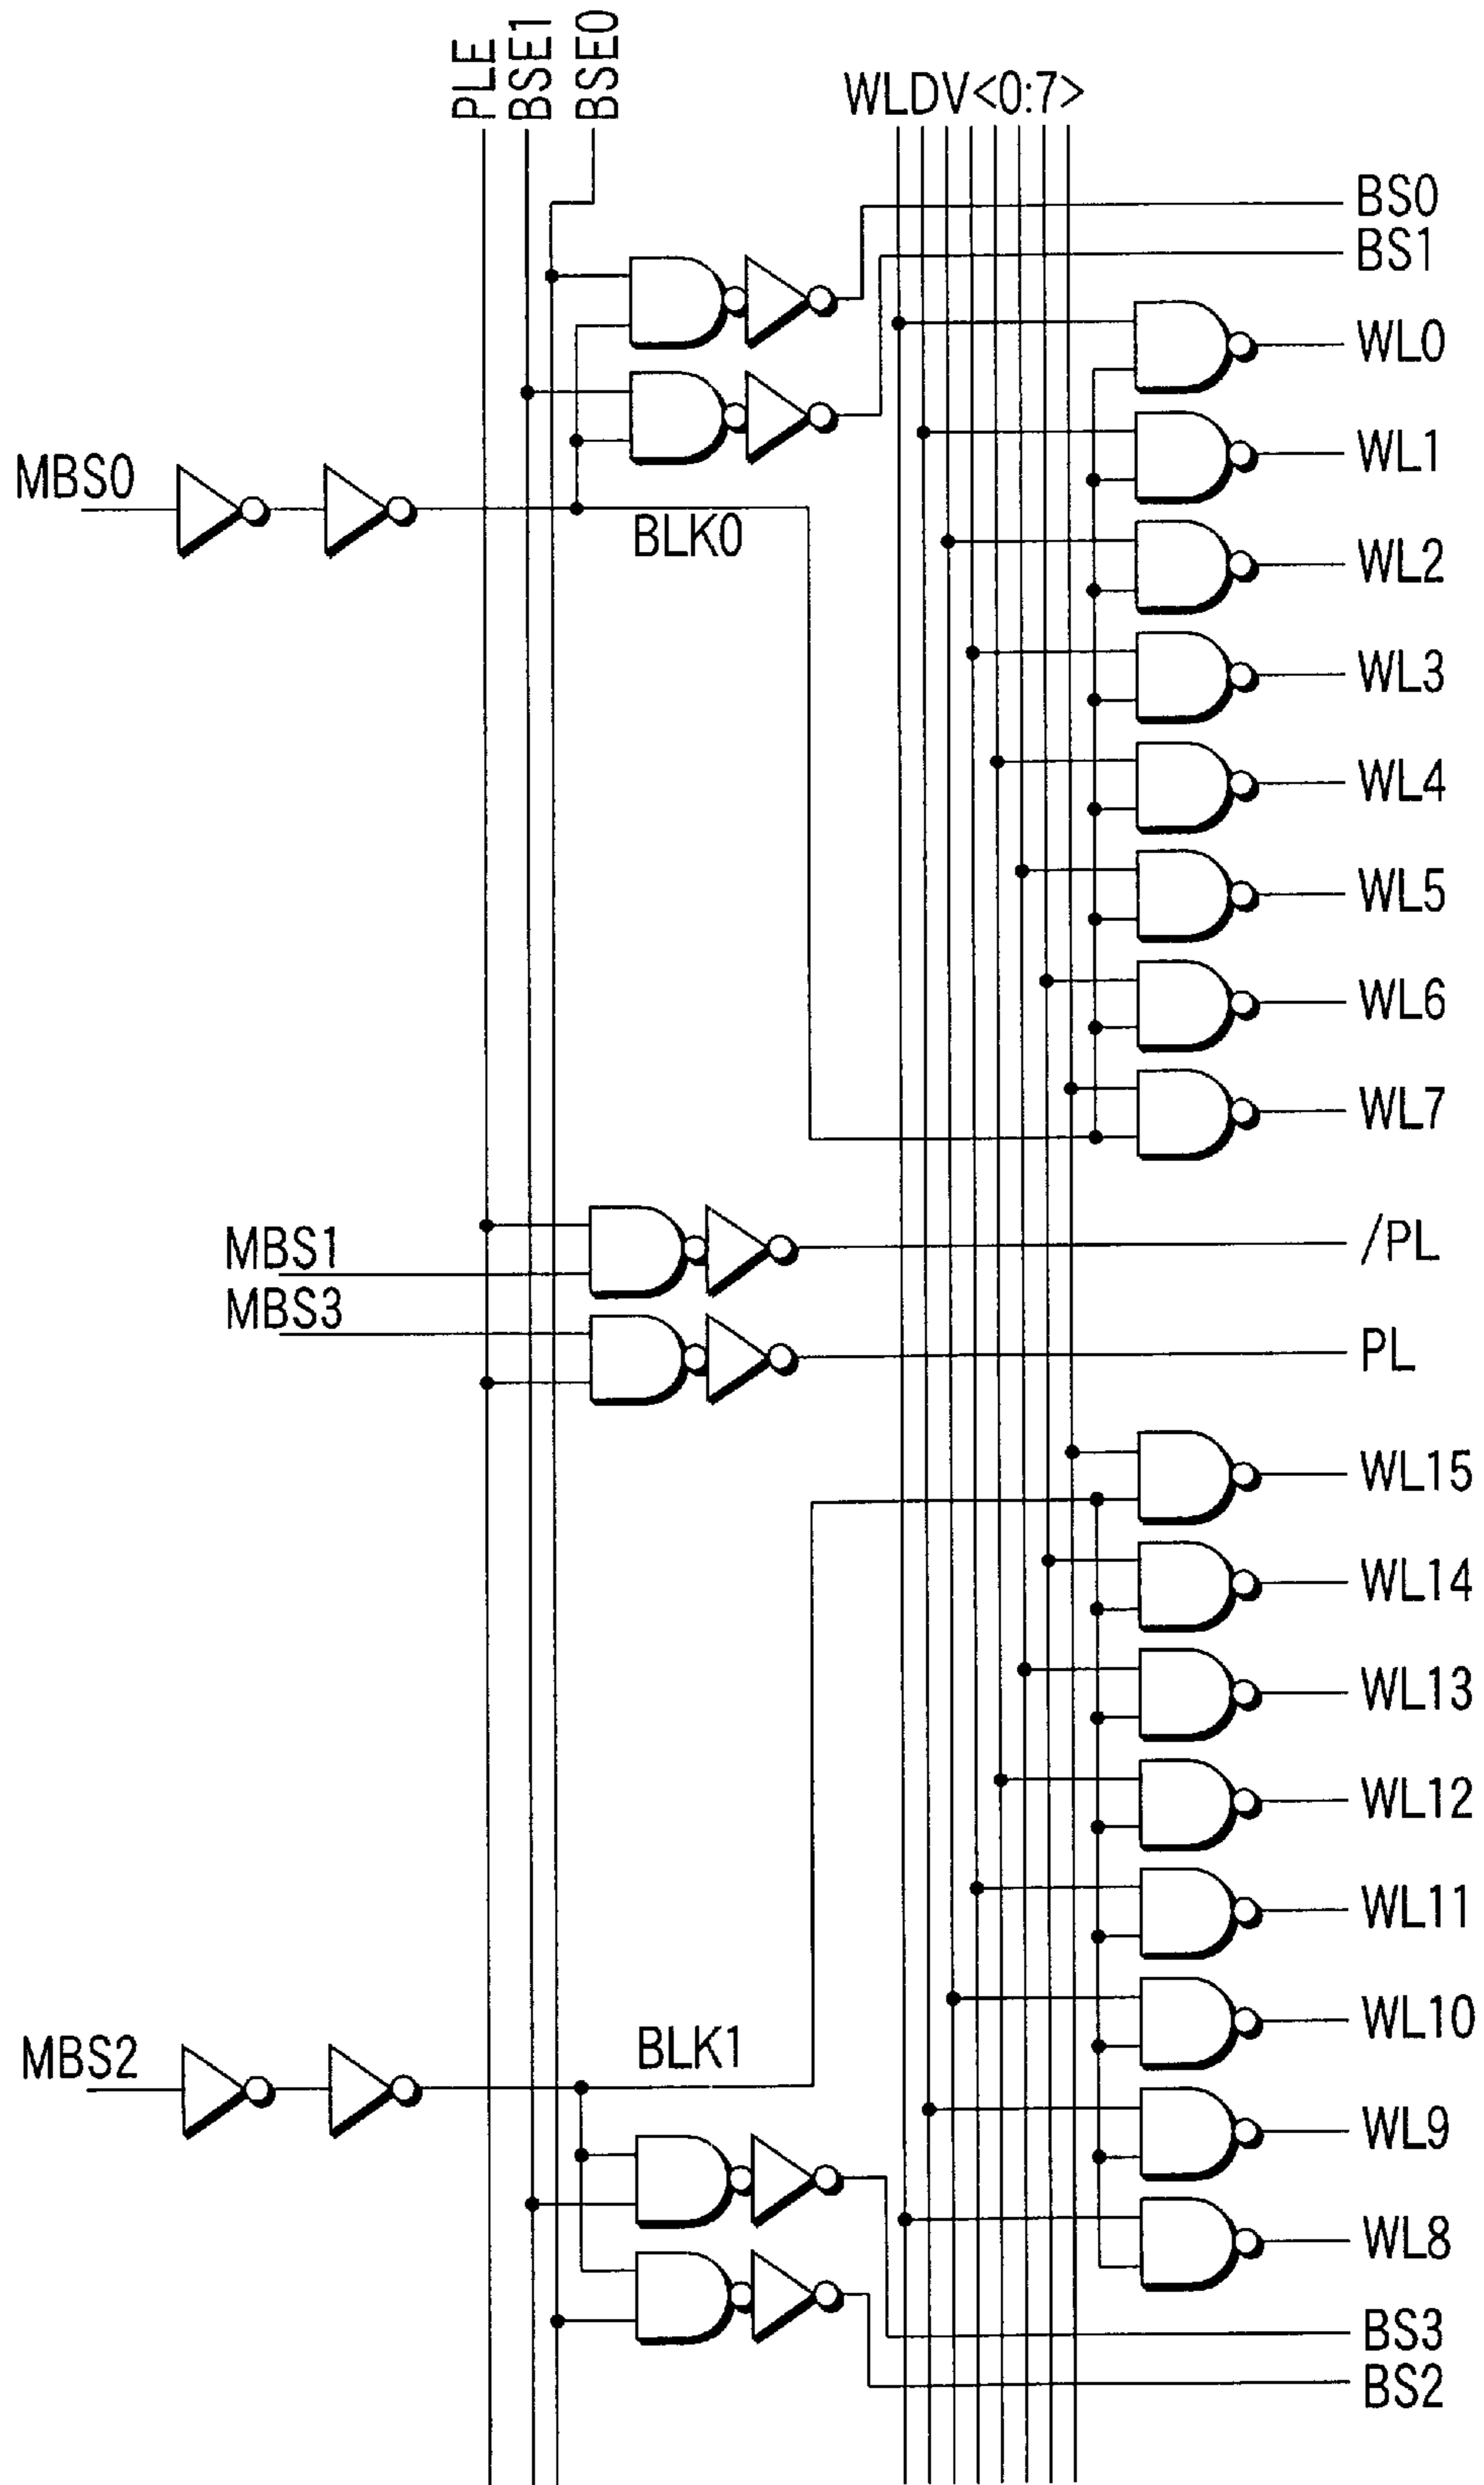 PLE
BSE1
BSE0
WLDV<0:7>
BS0
BS1
WL0
WL1
MBS0
BLK0
WL2
WL3
WL4
WL5
WL6
WL7
MBS1
/PL
MBS3
PL
WL15
WL14
WL13
WL12
WL11
WL10
BLK1
MBS2
WL9
WL8
BS3
BS2